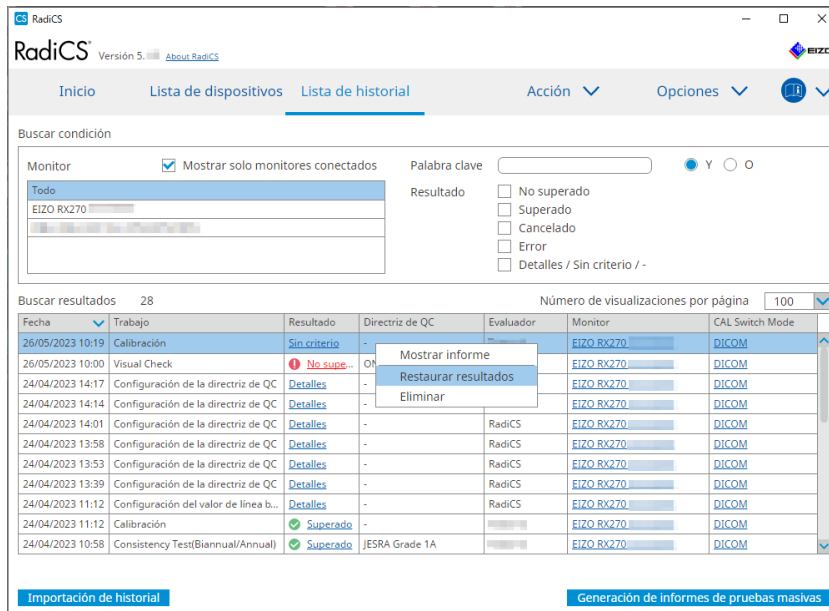 CS RadiCS
RadiCS® Versión 5. About RadiCS EIZO
Inicio Lista de dispositivos Lista de historial Acción Opciones
Buscar condición
Monitor Mostrar solo monitores conectados Palabra clave Y O
Todo Resultado No superado
EIZO RX270 Superado
Cancelado
Error
Detalles / Sin criterio / -
Buscar resultados 28 Número de visualizaciones por página 100
Fecha Trabajo Resultado Directriz de QC Evaluador Monitor CAL Switch Mode
26/05/2023 10:19 Calibración Sin criterio - EIZO RX270 DICOM
Mostrar informe
26/05/2023 10:00 Visual Check No supe... EIZO RX270 DICOM
Restaurar resultados
24/04/2023 14:17 Configuración de la directriz de QC Detalles - EIZO RX270 DICOM
Eliminar
24/04/2023 14:14 Configuración de la directriz de QC Detalles - EIZO RX270 DICOM
24/04/2023 14:01 Configuración de la directriz de QC Detalles - RadiCS EIZO RX270 DICOM
24/04/2023 13:58 Configuración de la directriz de QC Detalles - RadiCS EIZO RX270 DICOM
24/04/2023 13:53 Configuración de la directriz de QC Detalles - RadiCS EIZO RX270 DICOM
24/04/2023 13:39 Configuración de la directriz de QC Detalles - RadiCS EIZO RX270 DICOM
24/04/2023 11:12 Configuración del valor de línea b... Detalles - RadiCS EIZO RX270 DICOM
24/04/2023 11:12 Calibración Superado - EIZO RX270 DICOM
24/04/2023 10:58 Consistency Test(Biannual/Annual) Superado JESRA Grade 1A EIZO RX270 DICOM
Importación de historial Generación de informes de pruebas masivas